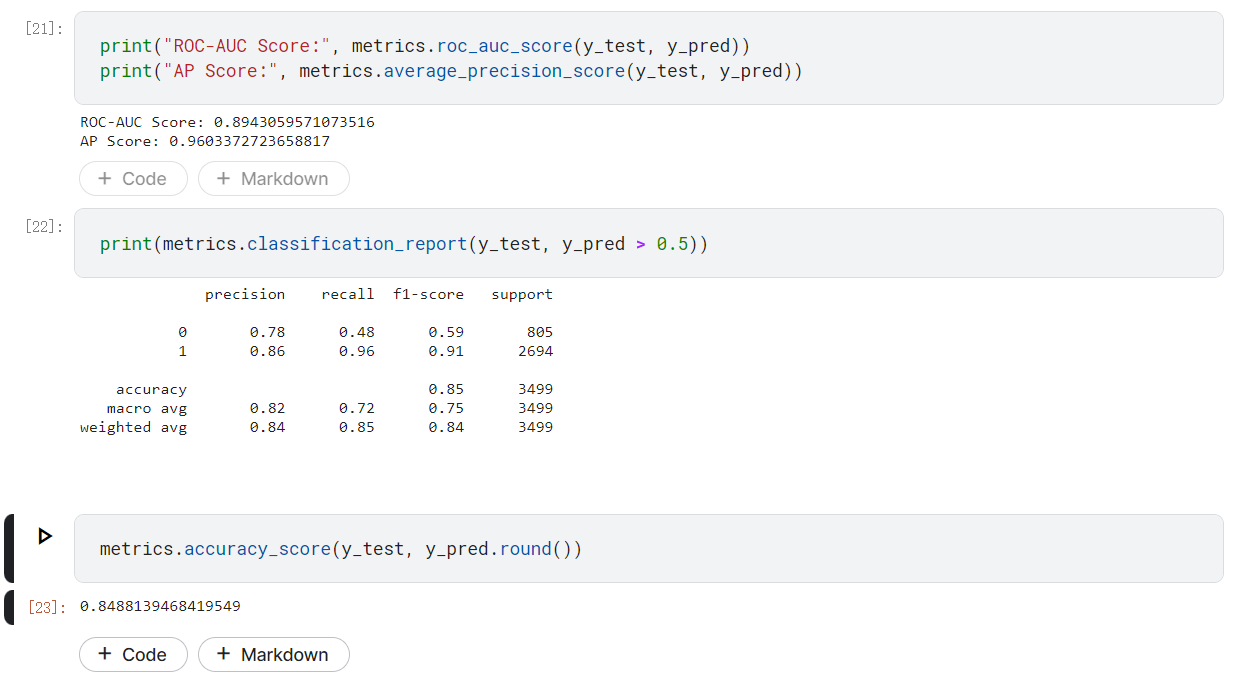 [21]:
print("ROC-AUC Score:", metrics.roc_auc_score(y_test, y_pred))
print("AP Score:", metrics.average_precision_score(y_test, y_pred))
ROC-AUC Score: 0.8943059571073516
AP Score: 0.9603372723658817
+ Code + Markdown
[22]:
print(metrics.classification_report(y_test, y_pred > 0.5))
precision recall f1-score support
0 0.78 0.48 0.59 805
1 0.86 0.96 0.91 2694
accuracy 0.85 3499
macro avg 0.82 0.72 0.75 3499
weighted avg 0.84 0.85 0.84 3499
metrics.accuracy_score(y_test, y_pred.round())
[23]: 0.8488139468419549
+ Code + Markdown